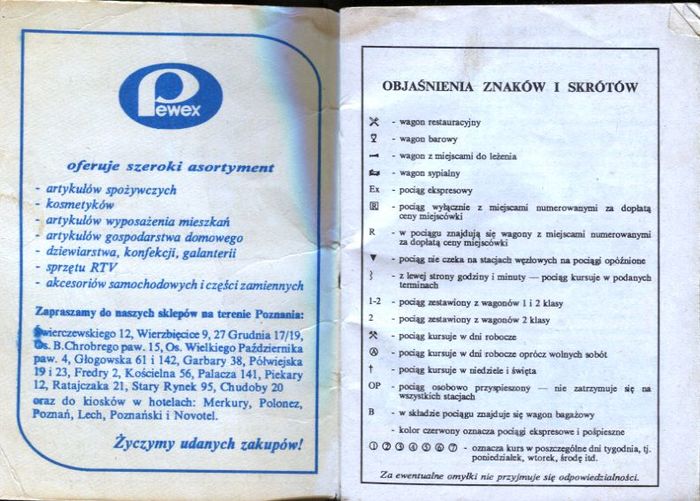 Pewex
oferuje szeroki asortyment
- artykułów spożywczych
- kosmetyków
- artykułów wyposażenia mieszkań
- artykułów gospodarstwa domowego
- dziewiarstwa, konfekcji, galanterii
- sprzętu RTV
- akcesoriów samochodowych i części zamiennych
Zapraszamy do naszych sklepów na terenie Poznania:
Świerczewskiego 12, Wierzbięcice 9, 27 Grudnia 17/19,
Os. B.Chrobrego paw. 15, Os. Wielkiego Października
paw. 4, Głogowska 61 i 142, Garbary 38, Półwiejska
19 i 23, Fredry 2, Kościelna 56, Palacza 141, Piekary
12, Ratajczaka 21, Stary Rynek 95, Chudoby 20
oraz do kiosków w hotelach: Merkury, Polonez,
Poznań, Lech, Poznański i Novotel.
Życzymy udanych zakupów!
OBJAŚNIENIA ZNAKÓW I SKRÓTÓW
- wagon restauracyjny
- wagon barowy
- wagon z miejscami do leżenia
- wagon sypialny
Ex - pociąg ekspresowy
R - pociąg wyłącznie z miejscami numerowanymi za dopłatą
ceny miejscówki
R - w pociągu znajdują się wagony z miejscami numerowanymi
za dopłatą ceny miejscówki
▼ - pociąg nie czeka na stacjach węzłowych na pociągi opóźnione
- z lewej strony godziny i minuty — pociąg kursuje w podanych
terminach
1-2 - pociąg zestawiony z wagonów 1 i 2 klasy
2 - pociąg zestawiony z wagonów 2 klasy
⚒ - pociąg kursuje w dni robocze
Ⓐ - pociąg kursuje w dni robocze oprócz wolnych sobót
† - pociąg kursuje w niedziele i święta
OP - pociąg osobowo przyspieszony — nie zatrzymuje się na
wszystkich stacjach
B - w składzie pociągu znajduje się wagon bagażowy
- kolor czerwony oznacza pociągi ekspresowe i pośpieszne
① ② ③ ④ ⑤ ⑥ ⑦ - oznacza kurs w poszczególne dni tygodnia, tj.
poniedziałek, wtorek, środę itd.
Za ewentualne omyłki nie przyjmuje się odpowiedzialności.